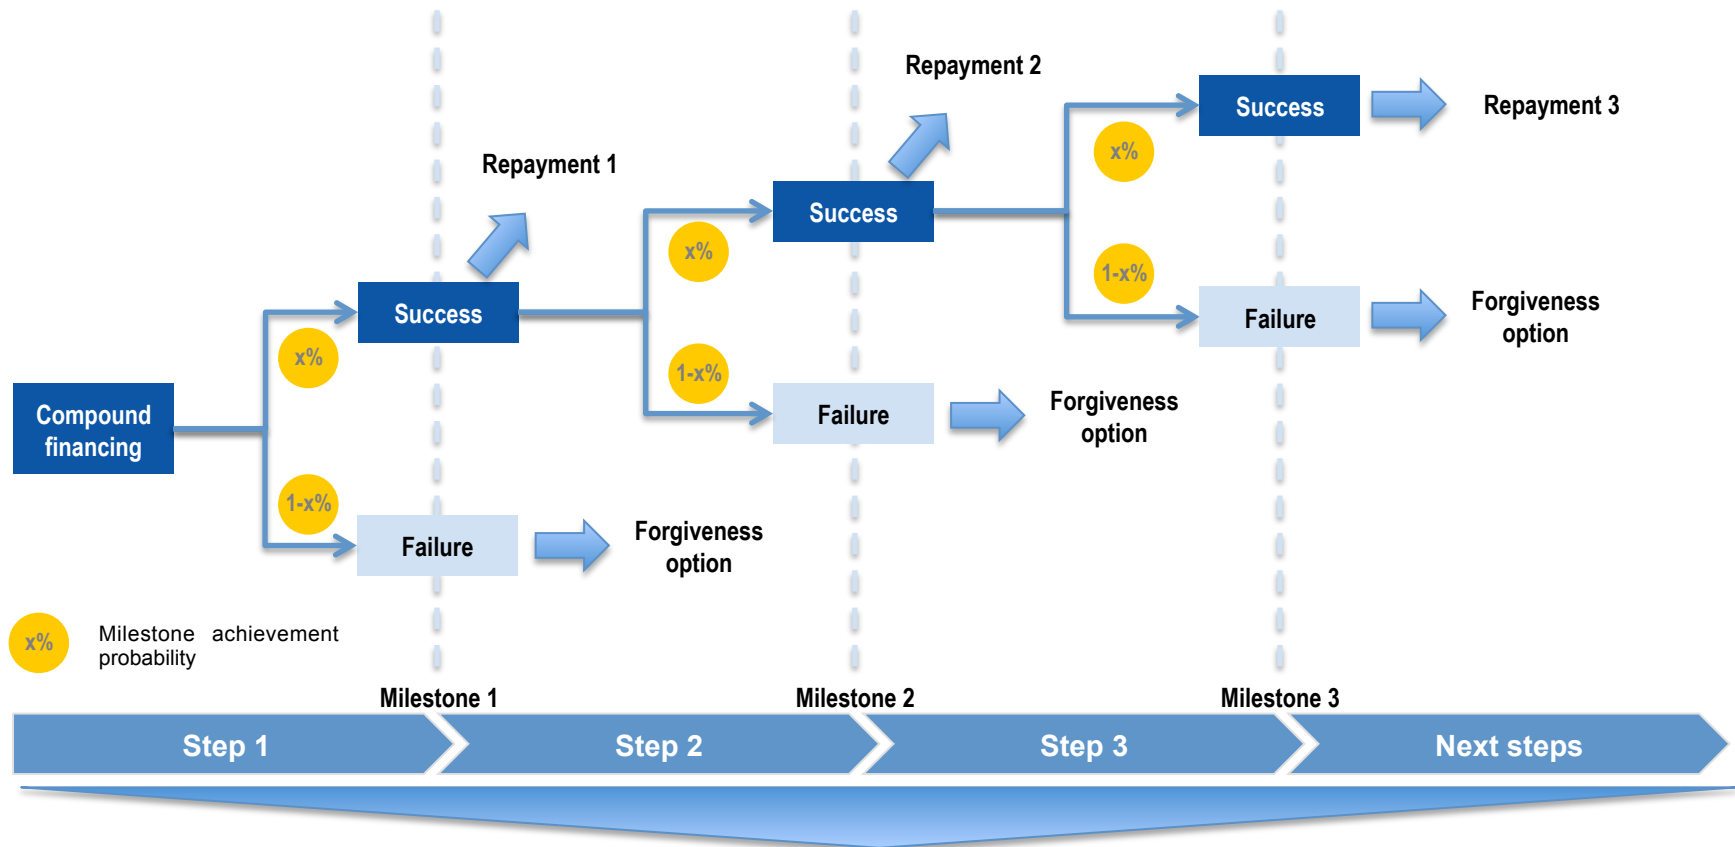 Repayment 2
Success
Repayment 3
x%
Repayment 1
Success
x%
1-x%
Success
Failure
Forgiveness
option
x%
1-x%
Compound
financing
Failure
Forgiveness
option
1-x%
Failure
Forgiveness
option
x%
Milestone achievement
probability
Milestone 1
Milestone 2
Milestone 3
Step 1
Step 2
Step 3
Next steps